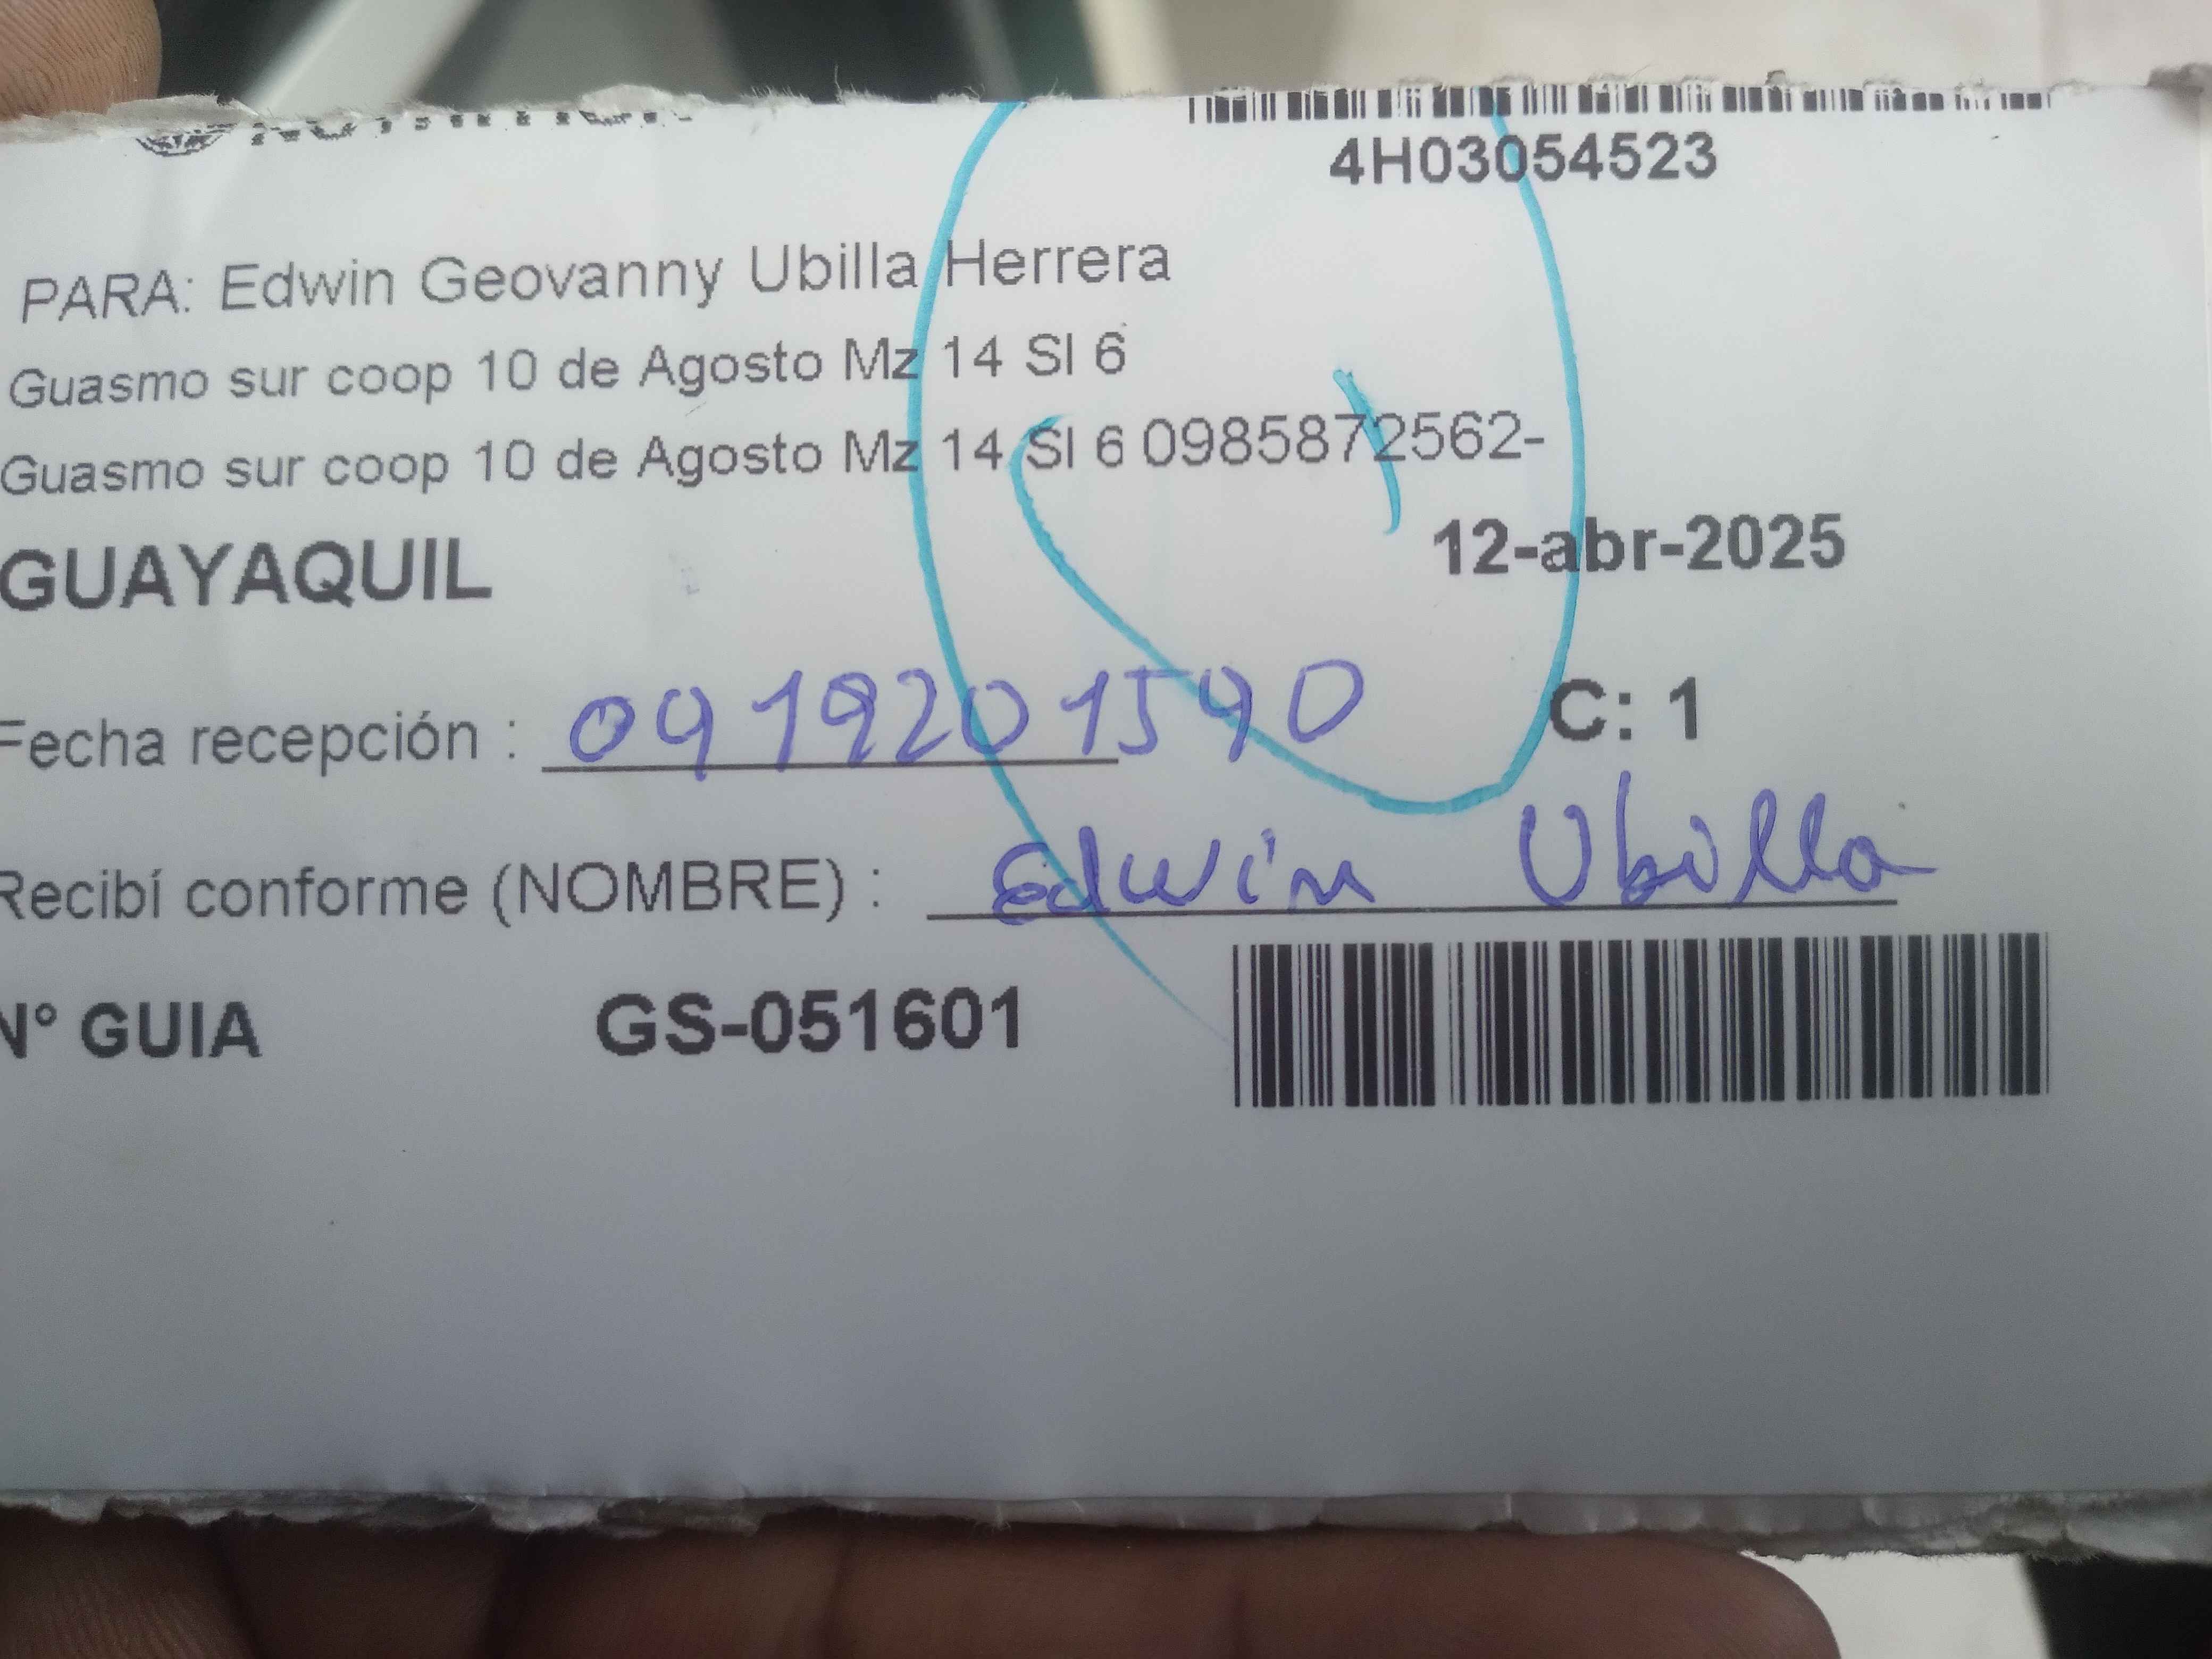 4H03054523
PARA: Edwin Geovanny Ubilla Herrera
Guasmo sur coop 10 de Agosto Mz 14 Sl 6
Guasmo sur coop 10 de Agosto Mz 14 Sl 6 0985872562-
12-abr-2025
GUAYAQUIL
Fecha recepción : 0919201590 C: 1
Recibí conforme (NOMBRE) : Edwin Ubilla
N° GUIA GS-051601